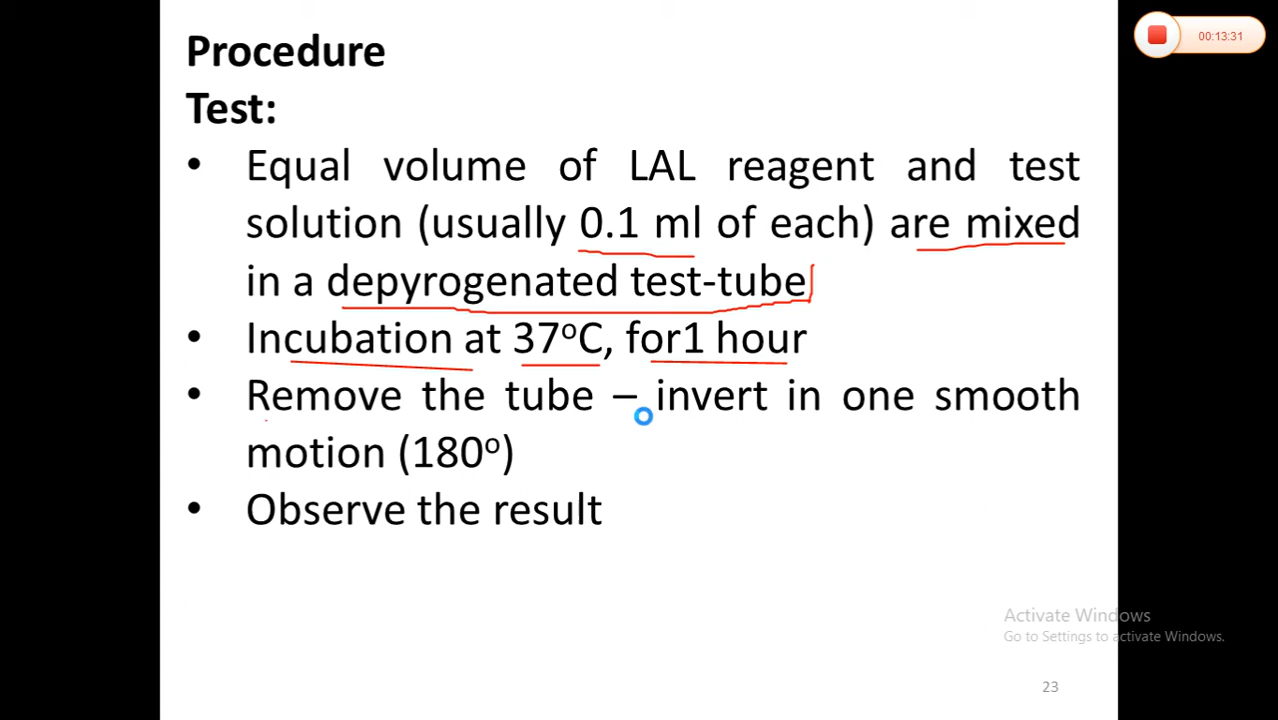 00:13:31
Procedure
Test:
• Equal volume of LAL reagent and test
solution (usually 0.1 ml of each) are mixed
in a depyrogenated test-tube
• Incubation at 37ᵒC, for1 hour
• Remove the tube – invert in one smooth
motion (180ᵒ)
• Observe the result
Activate Windows
Go to Settings to activate Windows.
23